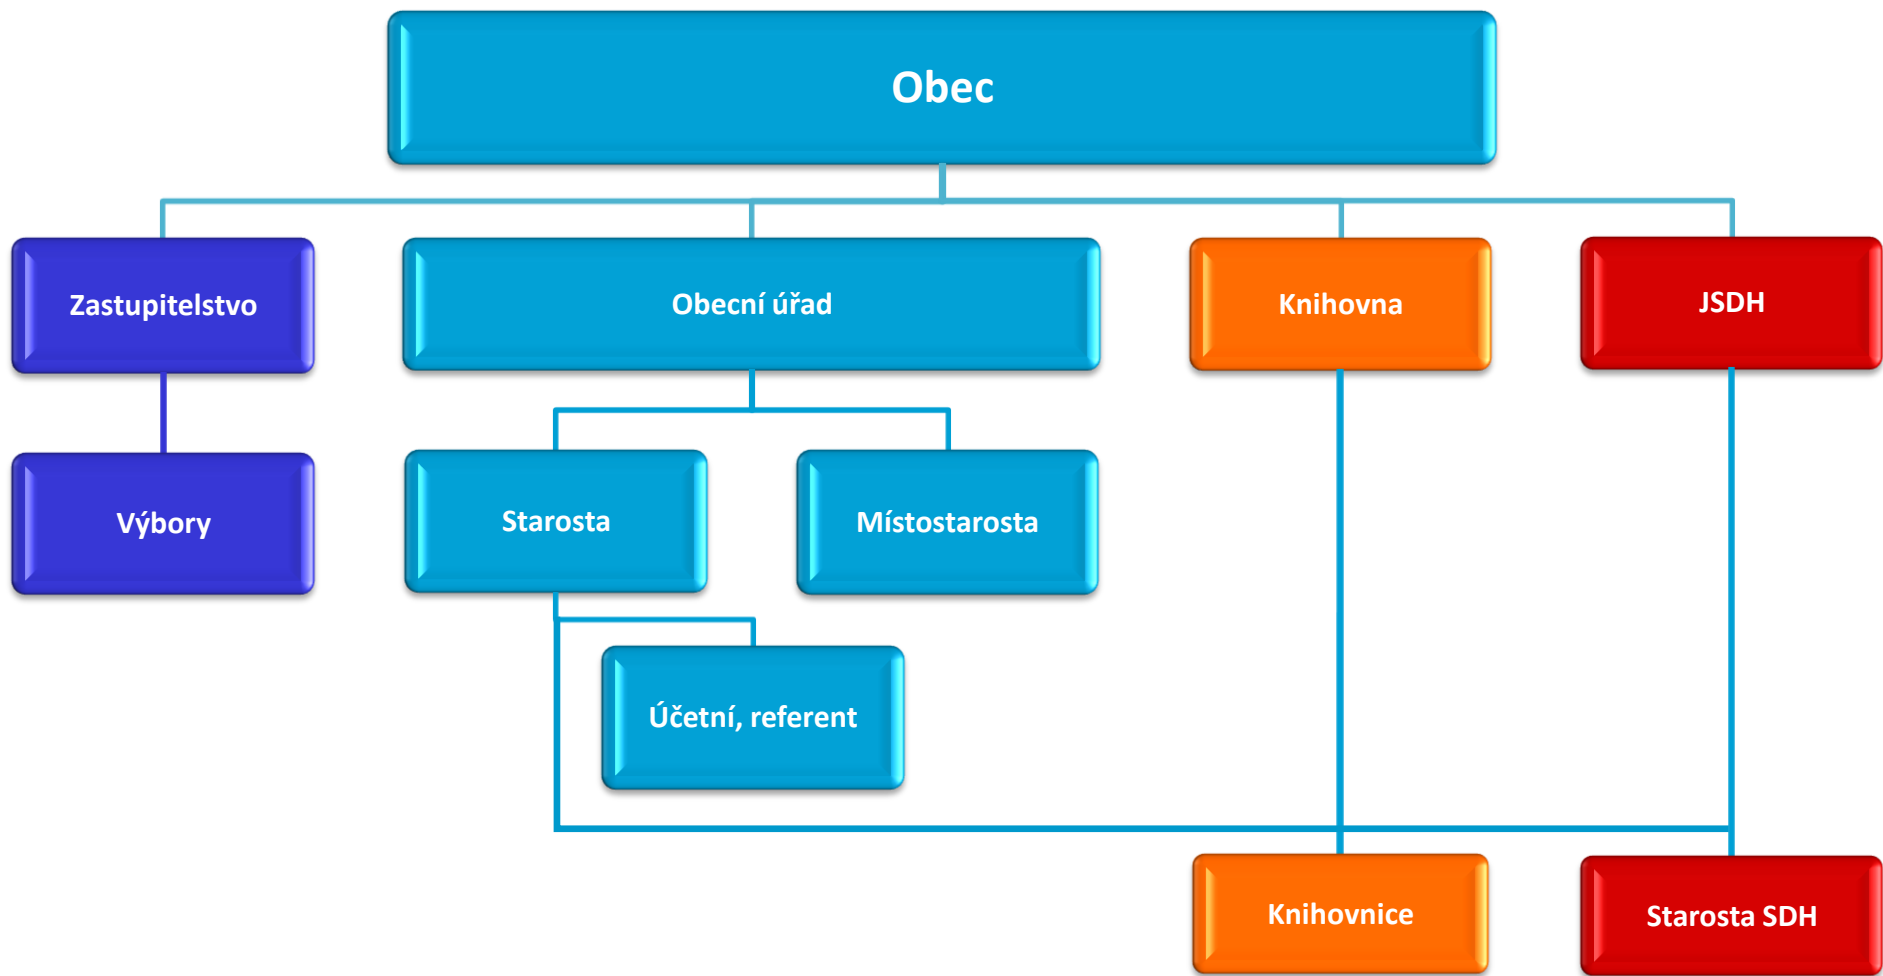 Obec
Zastupitelstvo
Obecní úřad
Knihovna
JSDH
Výbory
Starosta
Místostarosta
Účetní, referent
Knihovnice
Starosta SDH